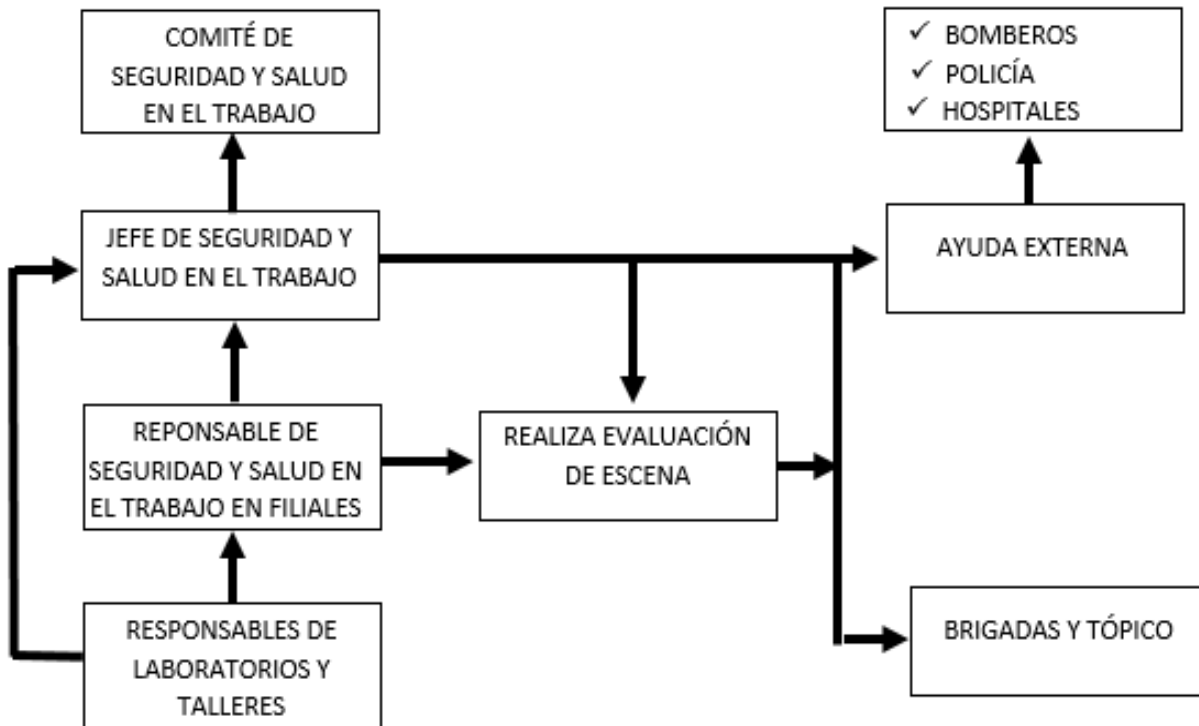 COMITÉ DE
SEGURIDAD Y SALUD
EN EL TRABAJO
✓ BOMBEROS
✓ POLICÍA
✓ HOSPITALES
JEFE DE SEGURIDAD Y
SALUD EN EL TRABAJO
AYUDA EXTERNA
REPONSABLE DE
SEGURIDAD Y SALUD EN
EL TRABAJO EN FILIALES
REALIZA EVALUACIÓN
DE ESCENA
RESPONSABLES DE
LABORATORIOS Y
TALLERES
BRIGADAS Y TÓPICO